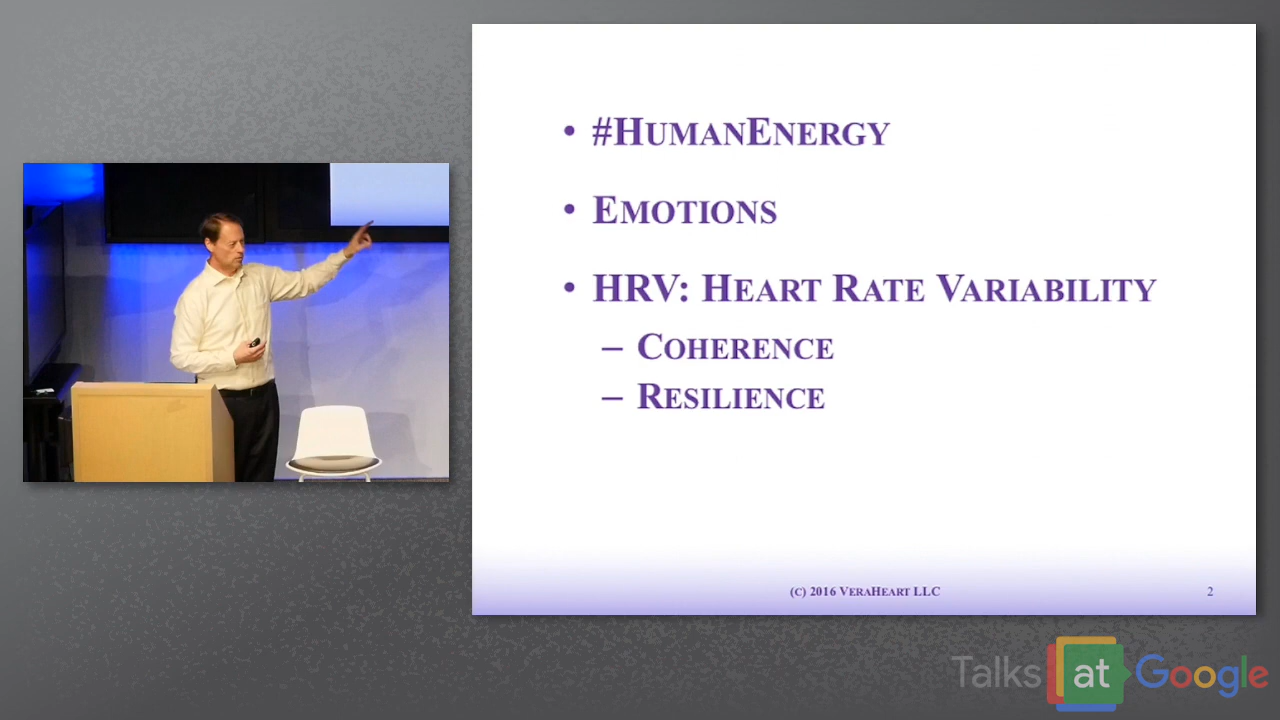 • #HUMANENERGY
• EMOTIONS
• HRV: HEART RATE VARIABILITY
– COHERENCE
– RESILIENCE
(C) 2016 VERAHEART LLC
2
Talks at Google